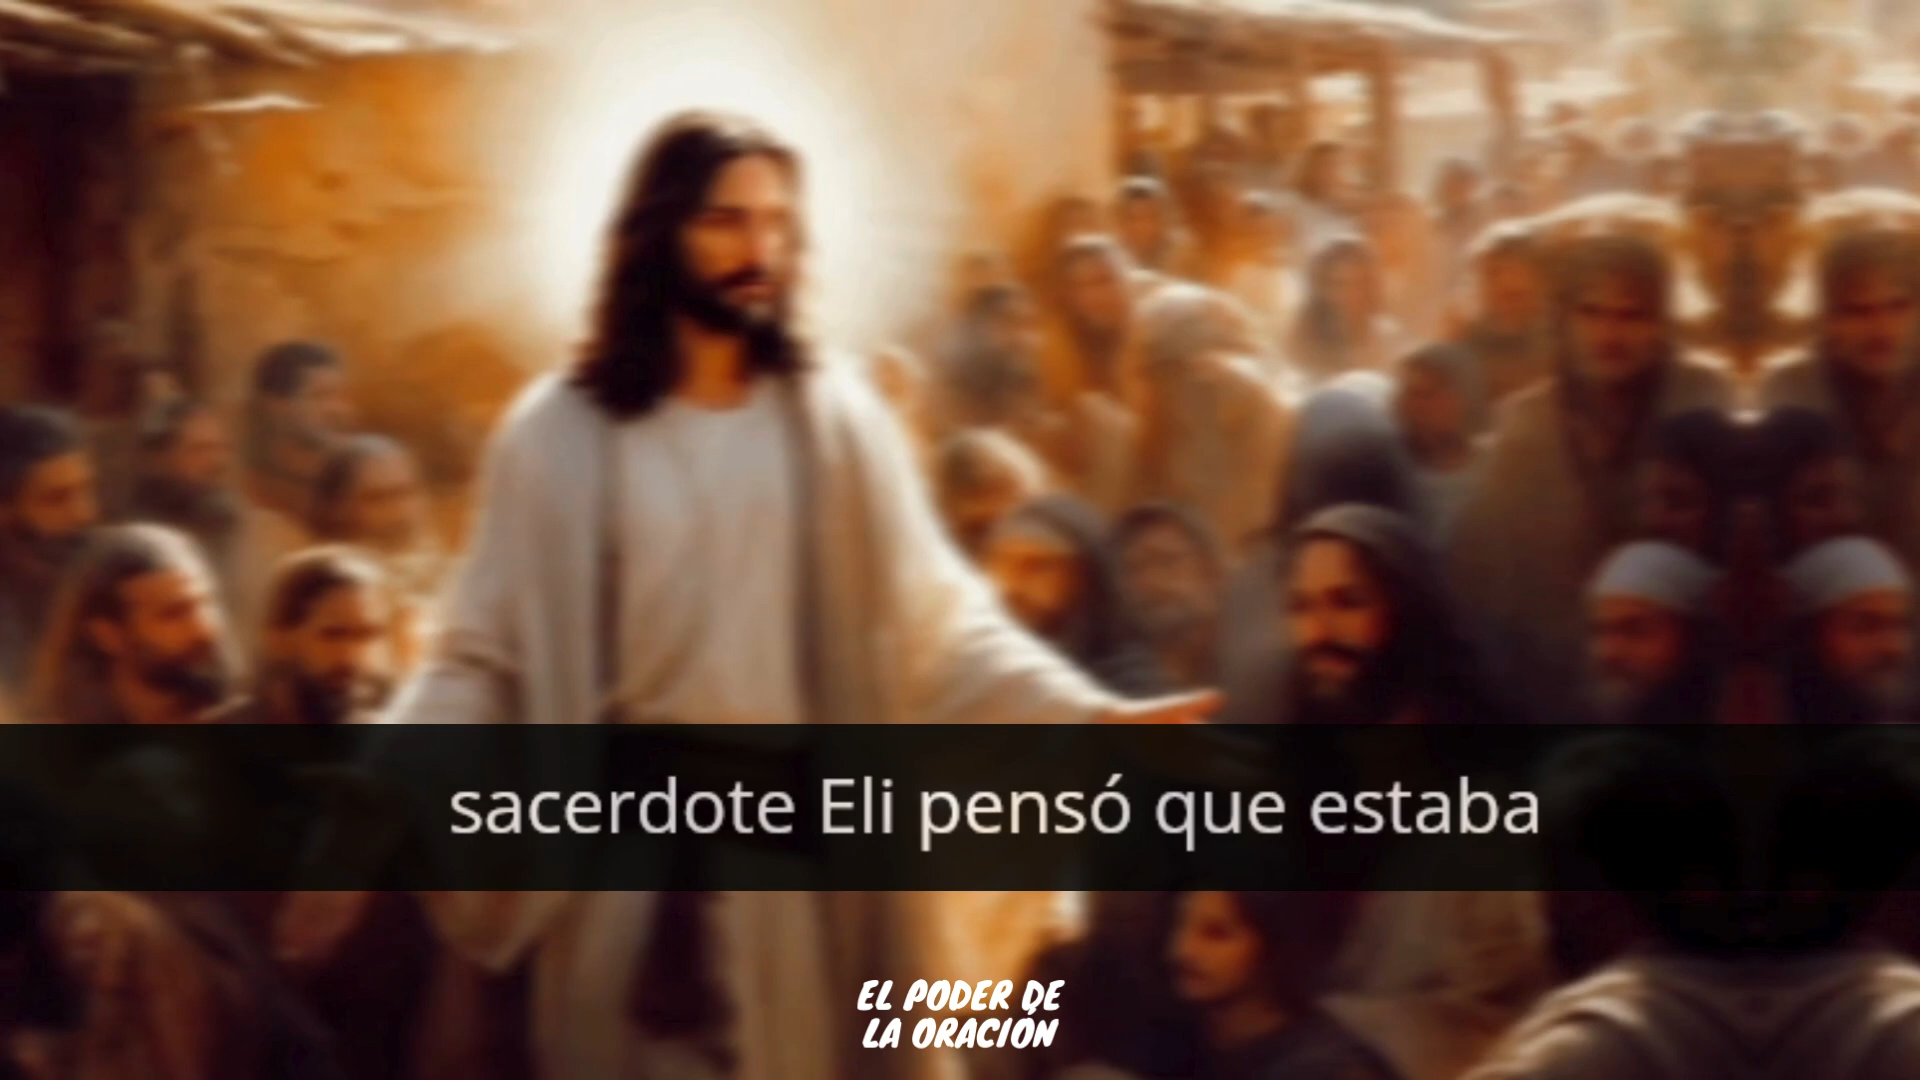 sacerdote Eli pensó que estaba
EL PODER DE
LA ORACIÓN